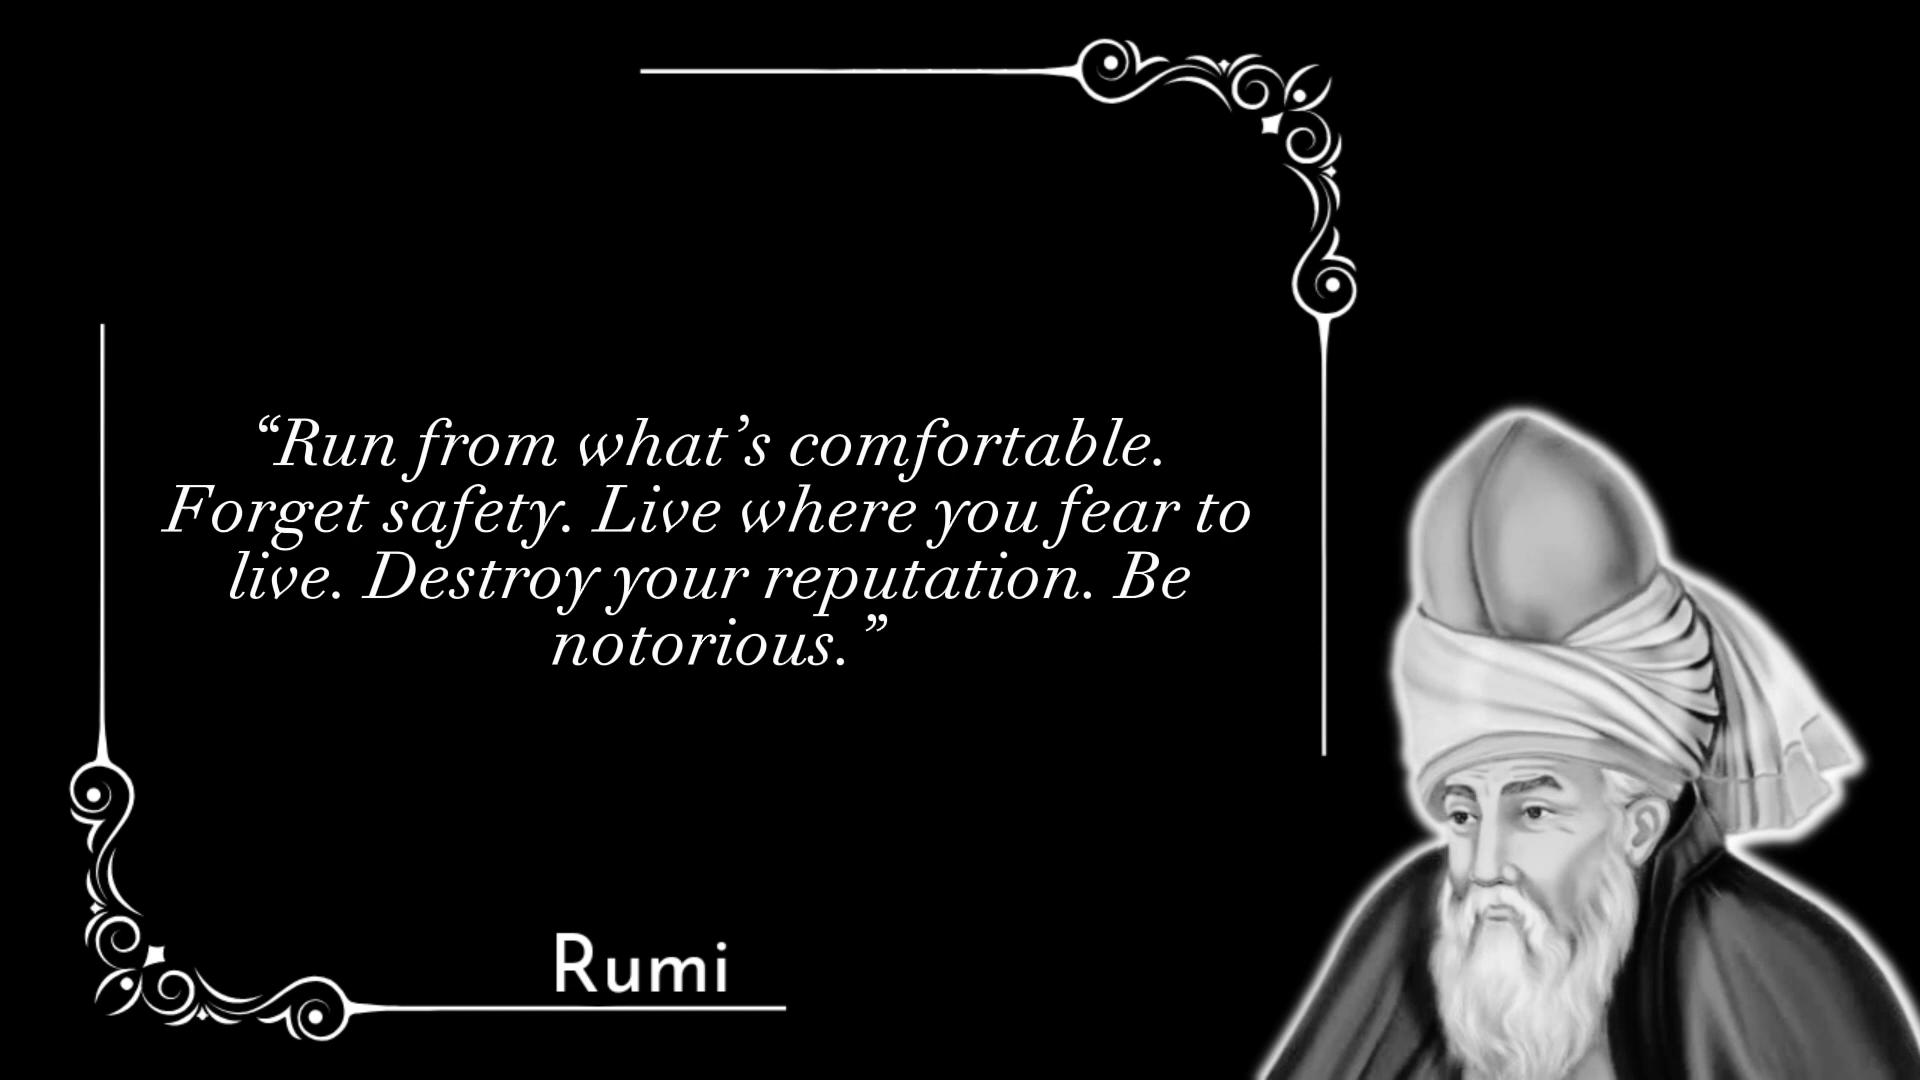 “Run from what’s comfortable.
Forget safety. Live where you fear to
live. Destroy your reputation. Be
notorious.”
Rumi